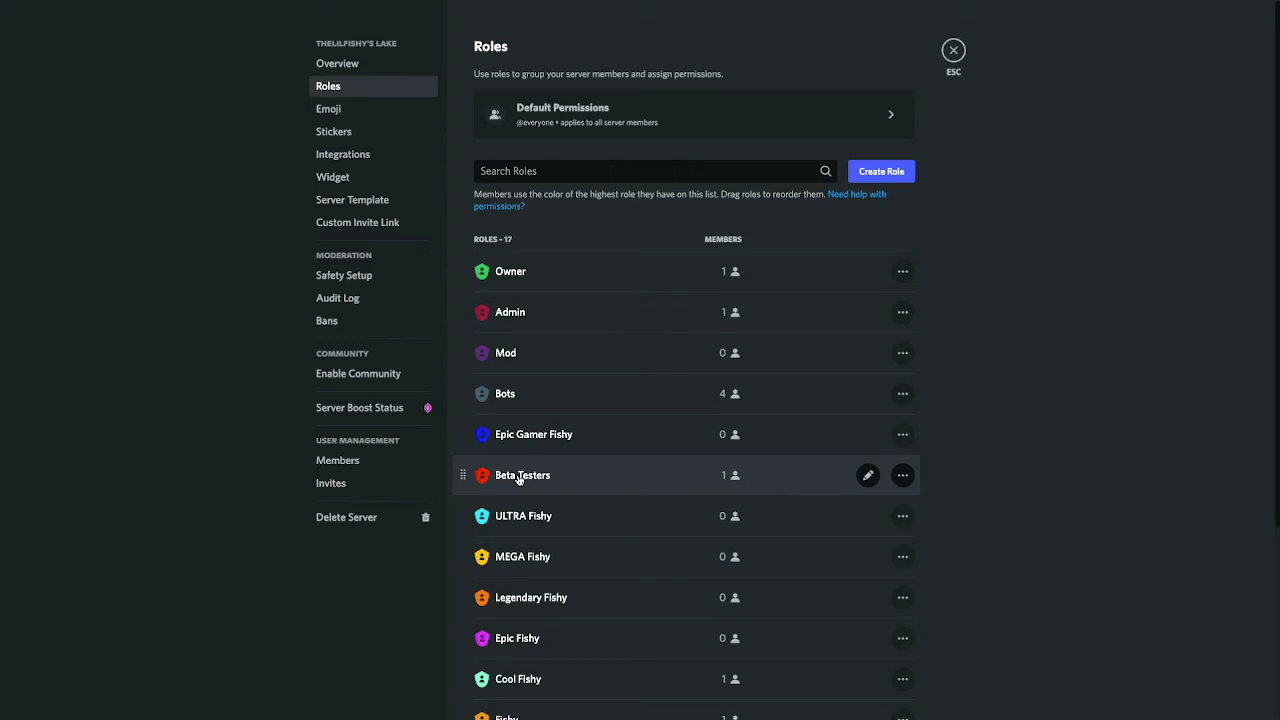 THELILFISHY'S LAKE
Overview
Roles
Emoji
Stickers
Integrations
Widget
Server Template
Custom Invite Link
MODERATION
Safety Setup
Audit Log
Bans
COMMUNITY
Enable Community
Server Boost Status
USER MANAGEMENT
Members
Invites
Delete Server
Roles
Use roles to group your server members and assign permissions.
Default Permissions
@everyone • applies to all server members
Search Roles
Create Role
Members use the color of the highest role they have on this list. Drag roles to reorder them. Need help with
permissions?
ROLES – 17 MEMBERS
Owner 1
Admin 1
Mod 0
Bots 4
Epic Gamer Fishy 0
Beta Testers 1
ULTRA Fishy 0
MEGA Fishy 0
Legendary Fishy 0
Epic Fishy 0
Cool Fishy 1
Fishy 1
ESC